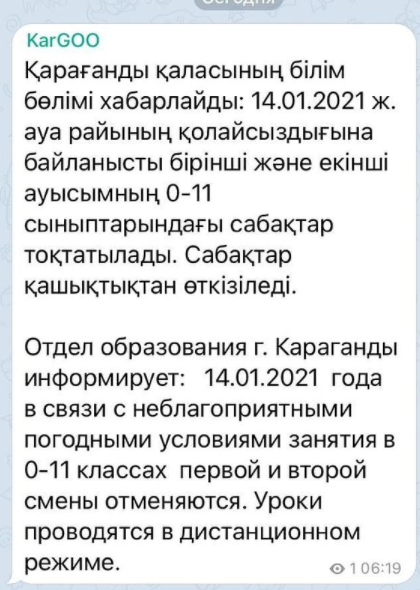 Сегодня
KarGOO
Қарағанды қаласының білім
бөлімі хабарлайды: 14.01.2021 ж.
ауа райының қолайсыздығына
байланысты бірінші және екінші
ауысымның 0-11
сыныптарындағы сабақтар
тоқтатылады. Сабақтар
қашықтықтан өткізіледі.
Отдел образования г. Караганды
информирует: 14.01.2021 года
в связи с неблагоприятными
погодными условиями занятия в
0-11 классах первой и второй
смены отменяются. Уроки
проводятся в дистанционном
режиме.
1 06:19